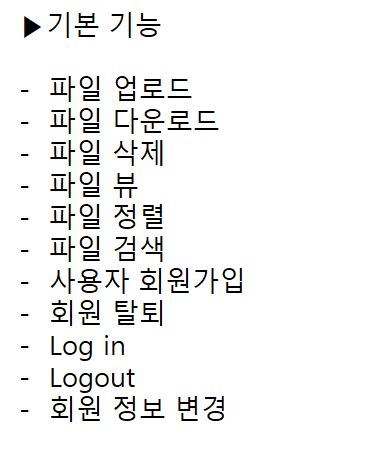 ▶기본 기능
- 파일 업로드
- 파일 다운로드
- 파일 삭제
- 파일 뷰
- 파일 정렬
- 파일 검색
- 사용자 회원가입
- 회원 탈퇴
- Log in
- Logout
- 회원 정보 변경